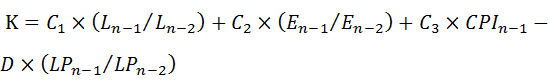 K = C₁ × (Lₙ₋₁/Lₙ₋₂) + C₂ × (Eₙ₋₁/Eₙ₋₂) + C₃ × CPIₙ₋₁ −
D × (LPₙ₋₁/LPₙ₋₂)